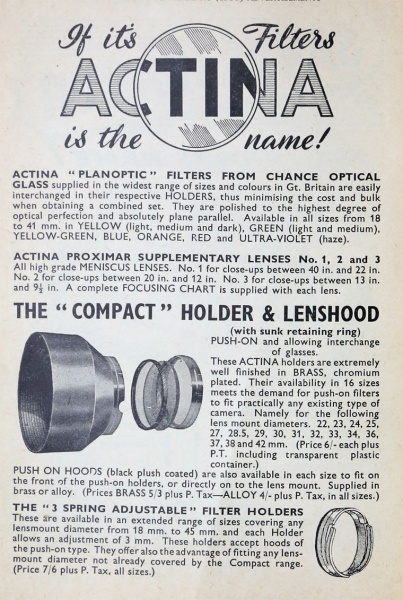 If it's Filters
ACTINA
is the name!
ACTINA "PLANOPTIC" FILTERS FROM CHANCE OPTICAL
GLASS supplied in the widest range of sizes and colours in Gt. Britain are easily
interchanged in their respective HOLDERS, thus minimising the cost and bulk
when obtaining a combined set. They are polished to the highest degree of
optical perfection and absolutely plane parallel. Available in all sizes from 18
to 41 mm. in YELLOW (light, medium and dark), GREEN (light and medium),
YELLOW-GREEN, BLUE, ORANGE, RED and ULTRA-VIOLET (haze).
ACTINA PROXIMAR SUPPLEMENTARY LENSES No. 1, 2 and 3
All high grade MENISCUS LENSES. No. 1 for close-ups between 40 in. and 22 in.
No. 2 for close-ups between 20 in. and 12 in. No. 3 for close-ups between 13 in.
and 9½ in. A complete FOCUSING CHART is supplied with each lens.
THE "COMPACT" HOLDER & LENSHOOD
(with sunk retaining ring)
PUSH-ON and allowing interchange
of glasses.
These ACTINA holders are extremely
well finished in BRASS, chromium
plated. Their availability in 16 sizes
meets the demand for push-on filters
to fit practically any existing type of
camera. Namely for the following
lens mount diameters. 22, 23, 24, 25,
27, 28.5, 29, 30, 31, 32, 33, 34, 36,
37, 38 and 42 mm. (Price 6/- each plus
P.T. including transparent plastic
container.)
PUSH ON HOODS (black plush coated) are also available in each size to fit on
the front of the push-on holders, or directly on to the lens mount. Supplied in
brass or alloy. (Prices BRASS 5/3 plus P. Tax—ALLOY 4/- plus P. Tax, in all sizes.)
THE "3 SPRING ADJUSTABLE" FILTER HOLDERS
These are available in an extended range of sizes covering any
lensmount diameter from 18 mm. to 45 mm. and each Holder
allows an adjustment of 3 mm. These holders accept hoods of
the push-on type. They offer also the advantage of fitting any lens-
mount diameter not already covered by the Compact range.
(Price 7/6 plus P. Tax, all sizes.)